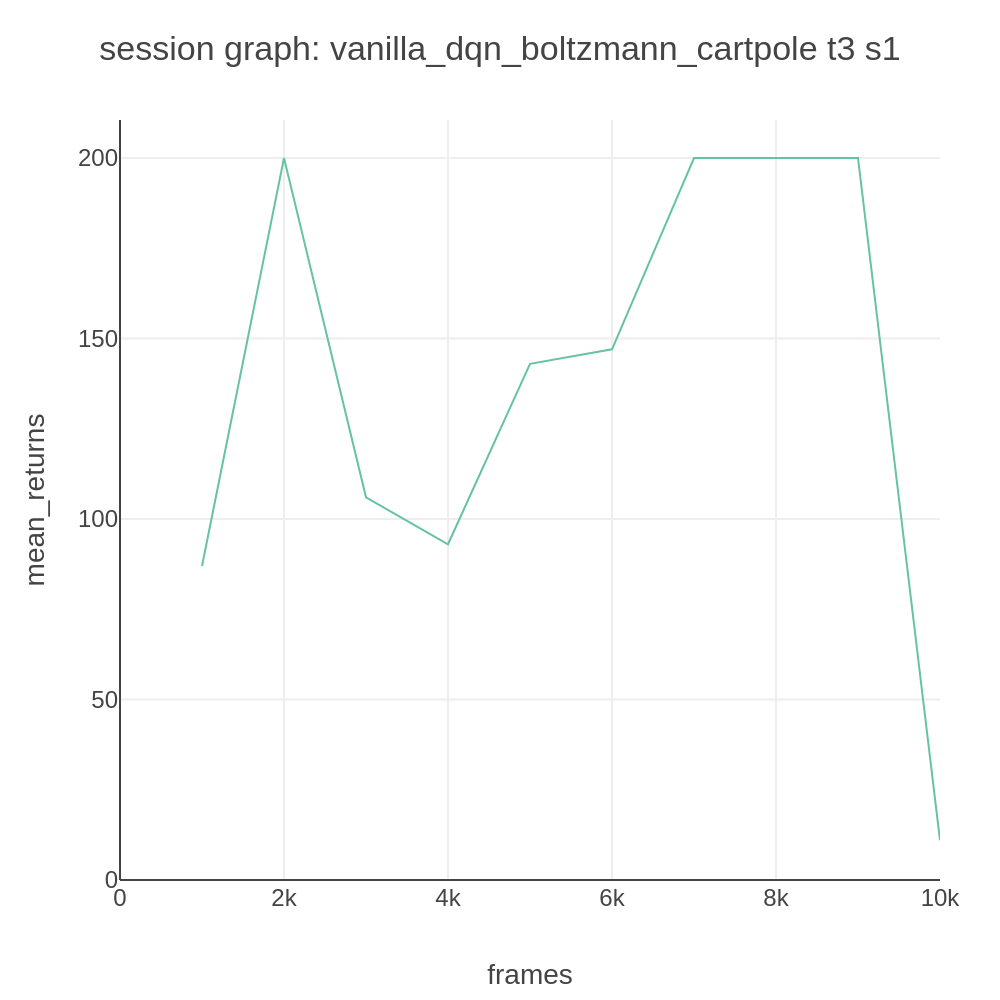 session graph: vanilla_dqn_boltzmann_cartpole t3 s1
200
150
100
50
0
mean_returns
0 2k 4k 6k 8k 10k
frames